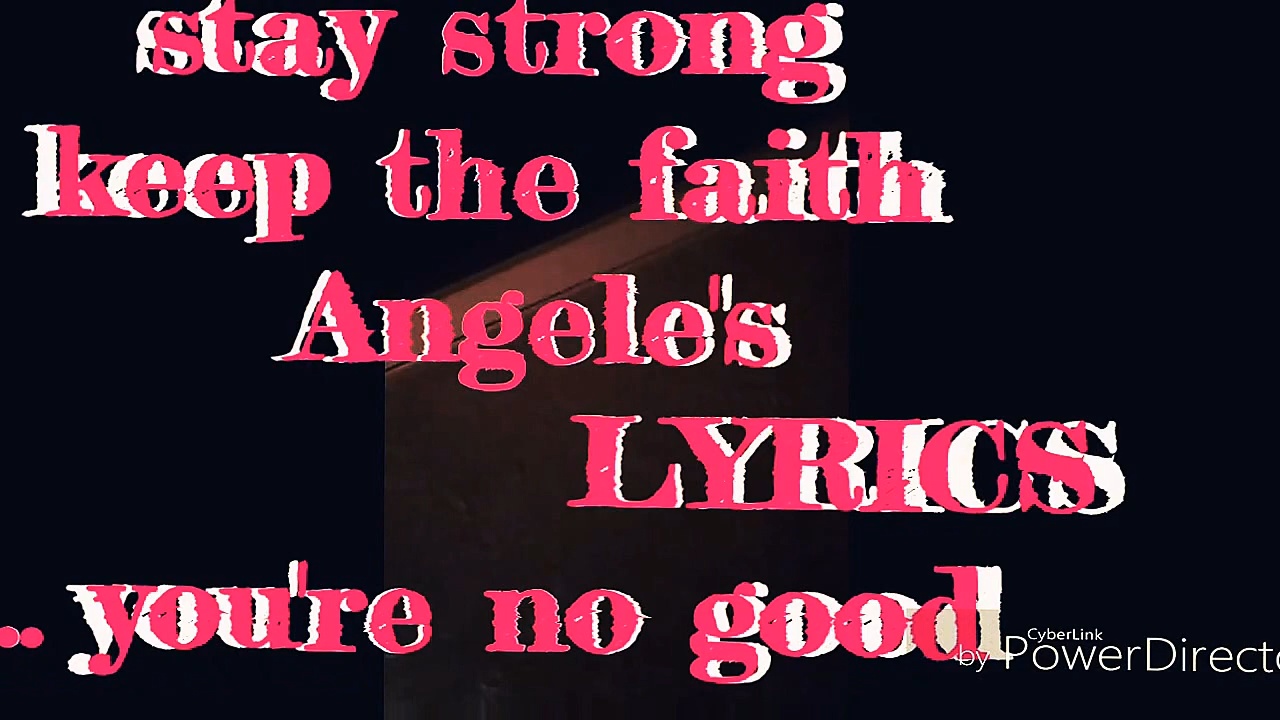 stay strong
keep the faith
Angele's
LYRICS
.. you're no good
CyberLink
by PowerDirecto